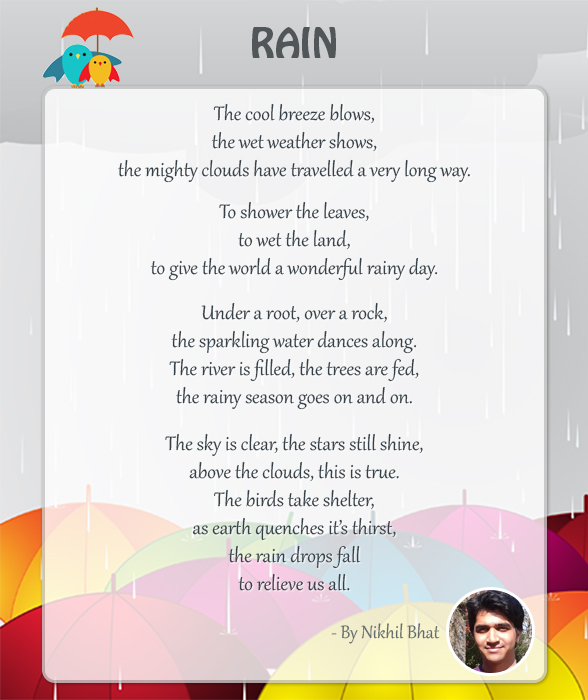 RAIN
The cool breeze blows,
the wet weather shows,
the mighty clouds have travelled a very long way.
To shower the leaves,
to wet the land,
to give the world a wonderful rainy day.
Under a root, over a rock,
the sparkling water dances along.
The river is filled, the trees are fed,
the rainy season goes on and on.
The sky is clear, the stars still shine,
above the clouds, this is true.
The birds take shelter,
as earth quenches it's thirst,
the rain drops fall
to relieve us all.
- By Nikhil Bhat